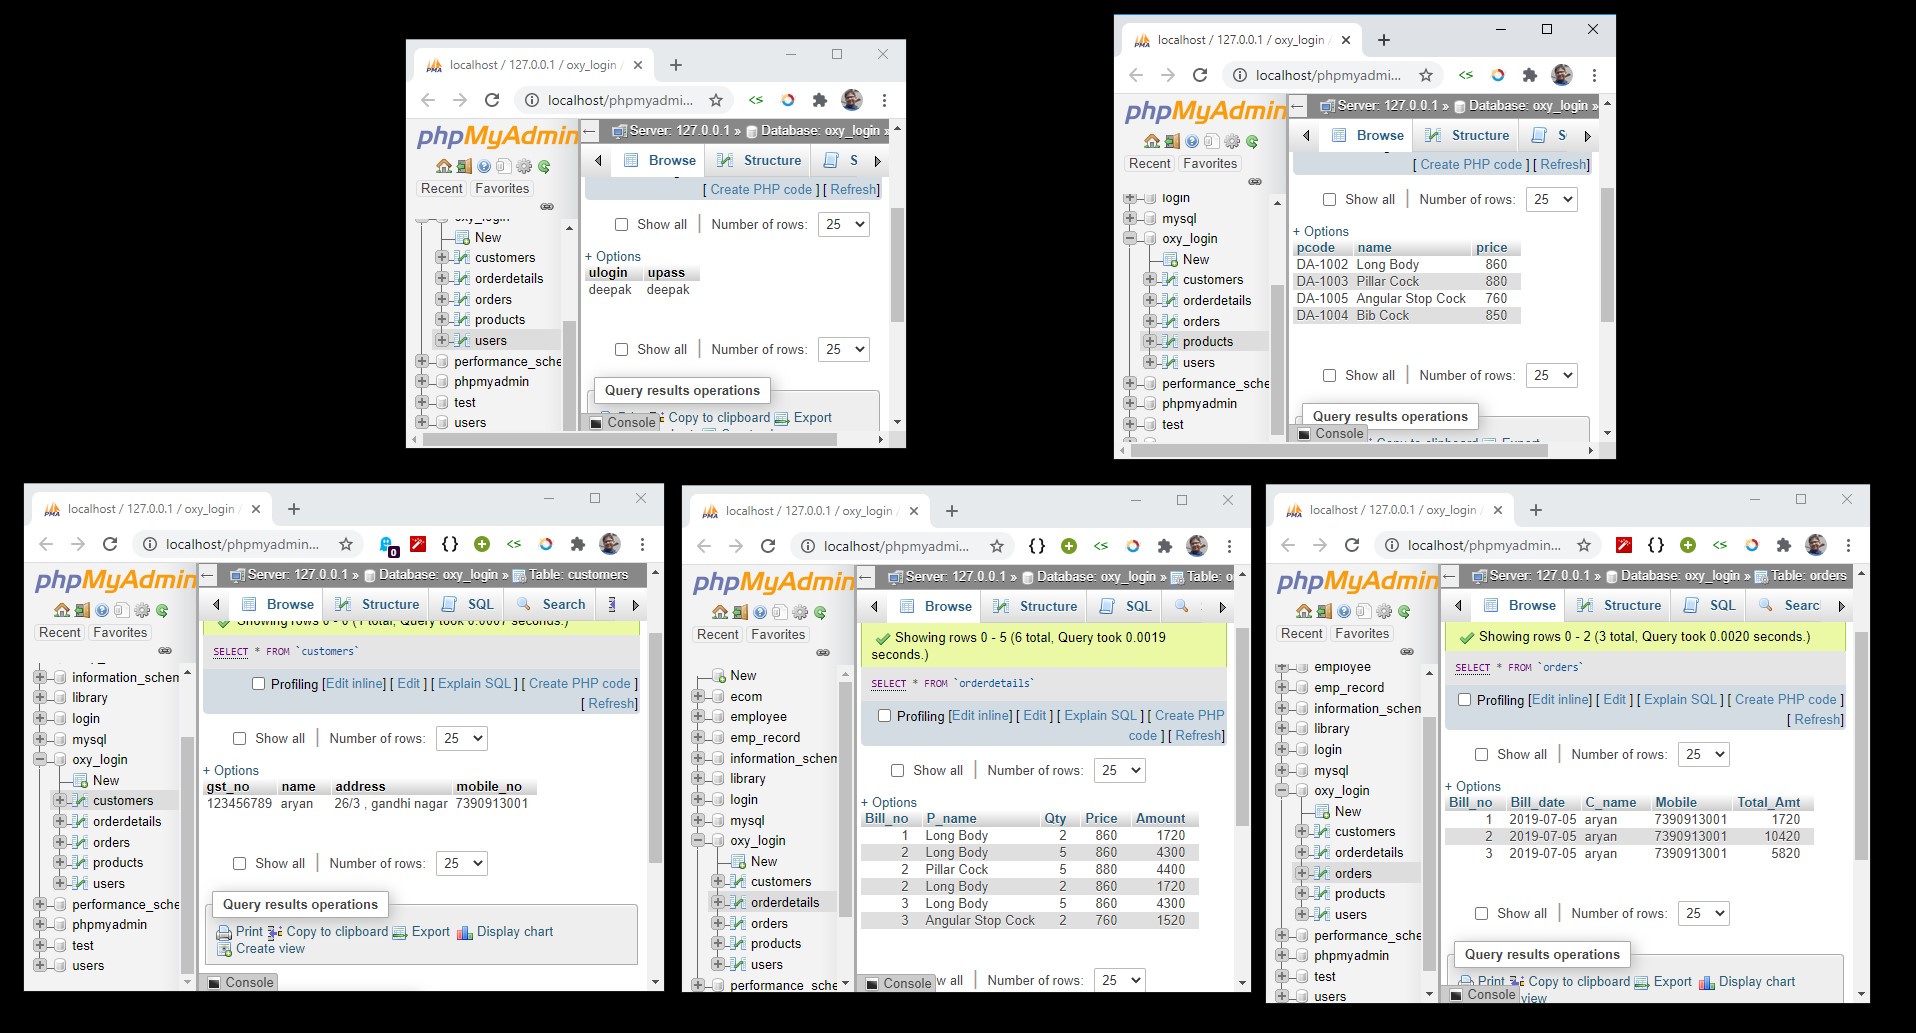 localhost / 127.0.0.1 / oxy_login /
localhost/phpmyadmi...
phpMyAdmin
Server: 127.0.0.1 » Database: oxy_login »
Browse Structure S
Recent Favorites
[ Create PHP code ] [ Refresh]
oxy_login
Show all | Number of rows: 25
New
customers
+ Options
orderdetails
ulogin upass
orders
deepak deepak
products
users
Show all | Number of rows: 25
performance_sche
phpmyadmin
Query results operations
test
Print Copy to clipboard Export
users
Console
localhost / 127.0.0.1 / oxy_login /
localhost/phpmyadmi...
phpMyAdmin
Server: 127.0.0.1 » Database: oxy_login »
Browse Structure S
Recent Favorites
[ Create PHP code ] [ Refresh]
login
Show all | Number of rows: 25
mysql
oxy_login
+ Options
New
pcode name price
DA-1002 Long Body 860
customers
DA-1003 Pillar Cock 880
orderdetails
DA-1005 Angular Stop Cock 760
orders
DA-1004 Bib Cock 850
products
users
Show all | Number of rows: 25
performance_sche
phpmyadmin
Query results operations
test
Console
Copy to clipboard Export
localhost / 127.0.0.1 / oxy_login /
localhost/phpmyadmin...
0
phpMyAdmin
Server: 127.0.0.1 » Database: oxy_login » Table: customers
Browse Structure SQL Search
Recent Favorites
Showing rows 0 - 0 (1 total, Query took 0.0007 seconds.)
SELECT * FROM `customers`
Profiling [Edit inline] [ Edit ] [ Explain SQL ] [ Create PHP code ]
[ Refresh]
information_schem
library
login
mysql
Show all | Number of rows: 25
oxy_login
+ Options
New
gst_no name address mobile_no
customers
123456789 aryan 26/3 , gandhi nagar 7390913001
orderdetails
orders
products
Show all | Number of rows: 25
users
performance_sche
Query results operations
phpmyadmin
Print Copy to clipboard Export Display chart
test
Create view
users
Console
localhost / 127.0.0.1 / oxy_login /
localhost/phpmyadmi...
phpMyAdmin
Server: 127.0.0.1 » Database: oxy_login » Table: o
Browse Structure SQL
Recent Favorites
Showing rows 0 - 5 (6 total, Query took 0.0019
seconds.)
SELECT * FROM `orderdetails`
Profiling [Edit inline] [ Edit ] [ Explain SQL ] [ Create PHP
code ] [ Refresh]
New
ecom
employee
emp_record
information_schem
library
Show all | Number of rows: 25
login
+ Options
mysql
Bill_no P_name Qty Price Amount
1 Long Body 2 860 1720
oxy_login
2 Long Body 5 860 4300
New
2 Pillar Cock 5 880 4400
customers
2 Long Body 2 860 1720
orderdetails
3 Long Body 5 860 4300
orders
3 Angular Stop Cock 2 760 1520
products
users
performance_sche
Console
w all | Number of rows: 25
localhost / 127.0.0.1 / oxy_login /
localhost/phpmyadmin...
phpMyAdmin
Server: 127.0.0.1 » Database: oxy_login » Table: orders
Browse Structure SQL Searc
Recent Favorites
Showing rows 0 - 2 (3 total, Query took 0.0020 seconds.)
SELECT * FROM `orders`
Profiling [Edit inline] [ Edit ] [ Explain SQL ] [ Create PHP code ]
[ Refresh]
employee
emp_record
information_schem
library
login
Show all | Number of rows: 25
mysql
+ Options
oxy_login
Bill_no Bill_date C_name Mobile Total_Amt
New
1 2019-07-05 aryan 7390913001 1720
customers
2 2019-07-05 aryan 7390913001 10420
orderdetails
3 2019-07-05 aryan 7390913001 5820
orders
products
users
Show all | Number of rows: 25
performance_sche
Query results operations
phpmyadmin
Print Copy to clipboard Export Display chart
test
Console
view
users